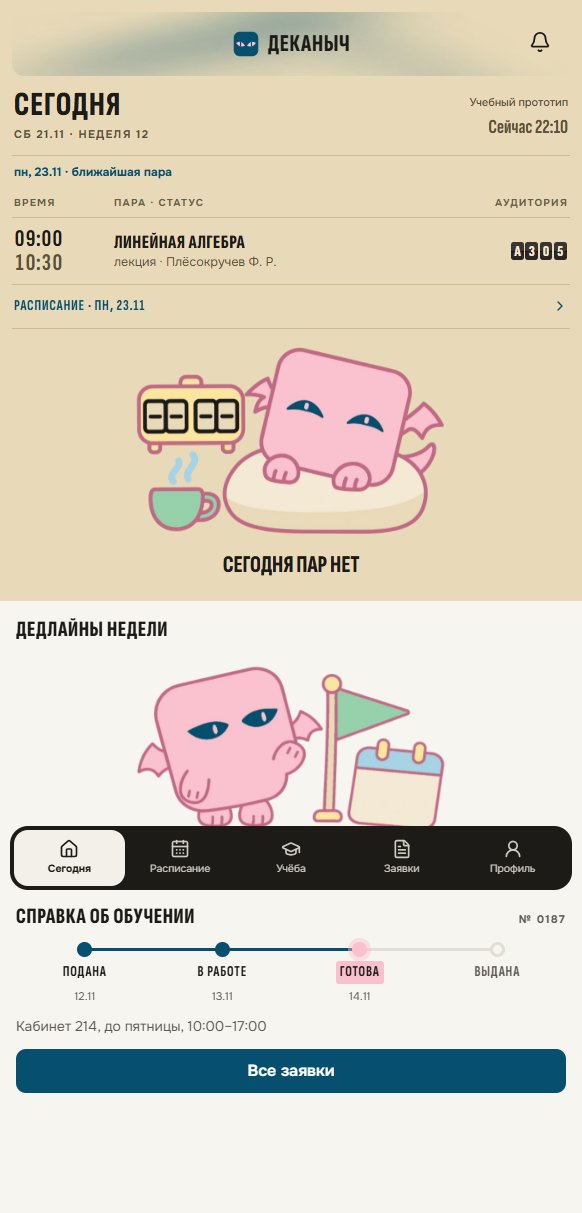 ДЕКАНЫЧ
СЕГОДНЯ
Учебный прототип
СБ 21.11 · НЕДЕЛЯ 12
Сейчас 22:10
пн, 23.11 · ближайшая пара
ВРЕМЯ ПАРА · СТАТУС АУДИТОРИЯ
09:00 ЛИНЕЙНАЯ АЛГЕБРА А305
10:30 лекция · Плёсокручев Ф. Р.
РАСПИСАНИЕ · ПН, 23.11
СЕГОДНЯ ПАР НЕТ
ДЕДЛАЙНЫ НЕДЕЛИ
Сегодня Расписание Учёба Заявки Профиль
СПРАВКА ОБ ОБУЧЕНИИ № 0187
ПОДАНА В РАБОТЕ ГОТОВА ВЫДАНА
12.11 13.11 14.11
Кабинет 214, до пятницы, 10:00–17:00
Все заявки